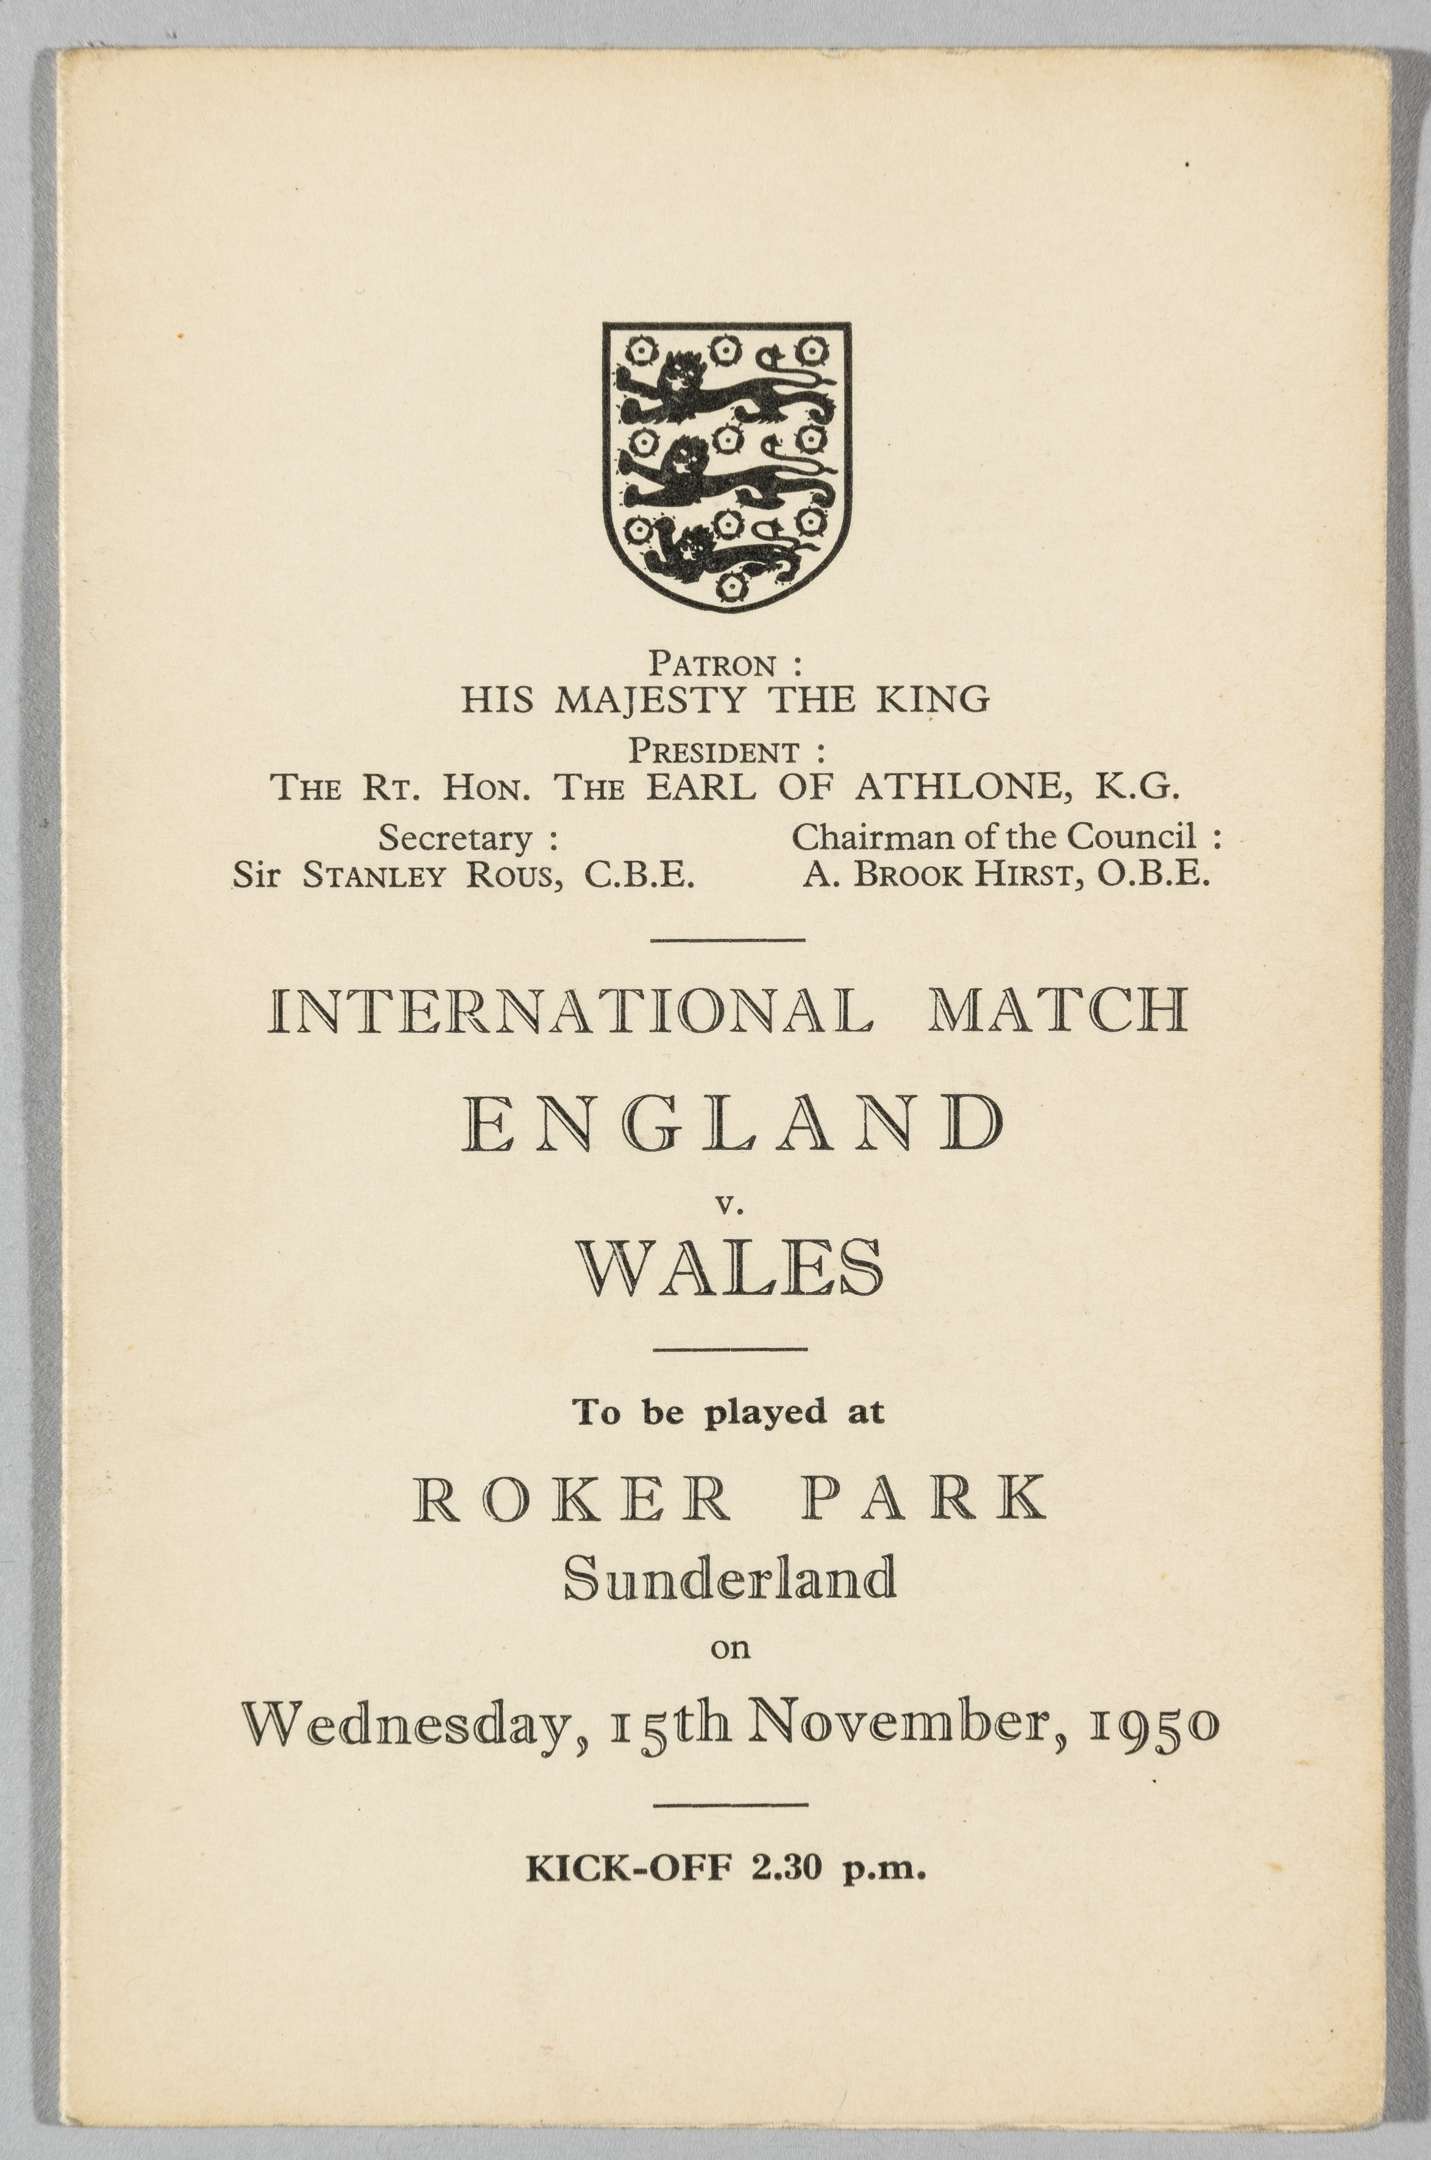 PATRON :
HIS MAJESTY THE KING
PRESIDENT :
THE RT. HON. THE EARL OF ATHLONE, K.G.
Secretary : Chairman of the Council :
Sir STANLEY ROUS, C.B.E. A. BROOK HIRST, O.B.E.
INTERNATIONAL MATCH
ENGLAND
v.
WALES
To be played at
ROKER PARK
Sunderland
on
Wednesday, 15th November, 1950
KICK-OFF 2.30 p.m.